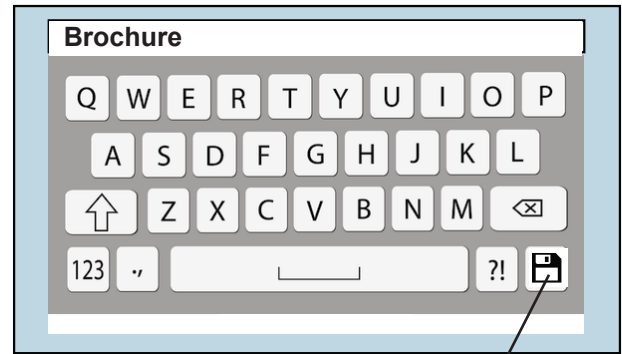 Brochure
Q W E R T Y U I O P
A S D F G H J K L
Z X C V B N M
123 ., ?!